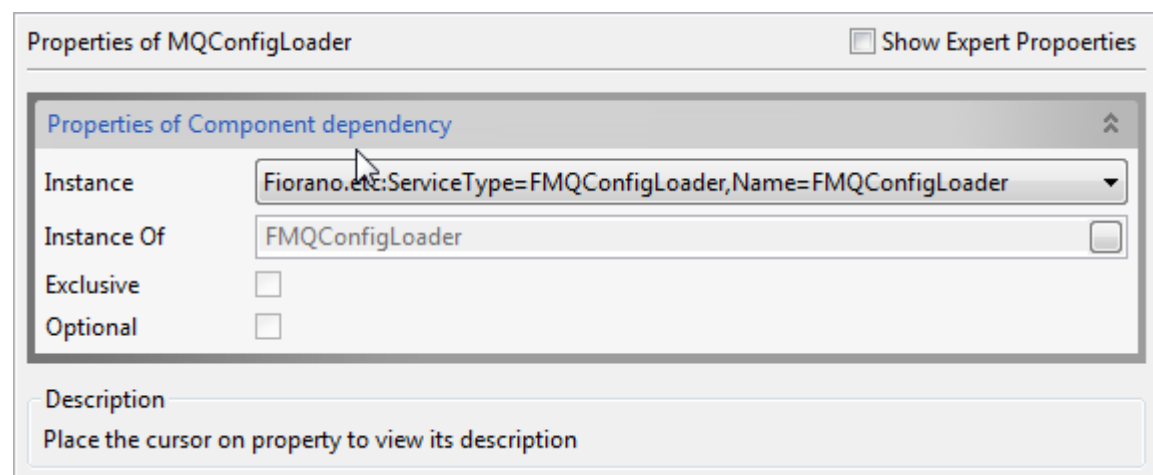 Properties of MQConfigLoader
Show Expert Propoerties
Properties of Component dependency
Instance
Fiorano.etc:ServiceType=FMQConfigLoader,Name=FMQConfigLoader
Instance Of
FMQConfigLoader
Exclusive
Optional
Description
Place the cursor on property to view its description